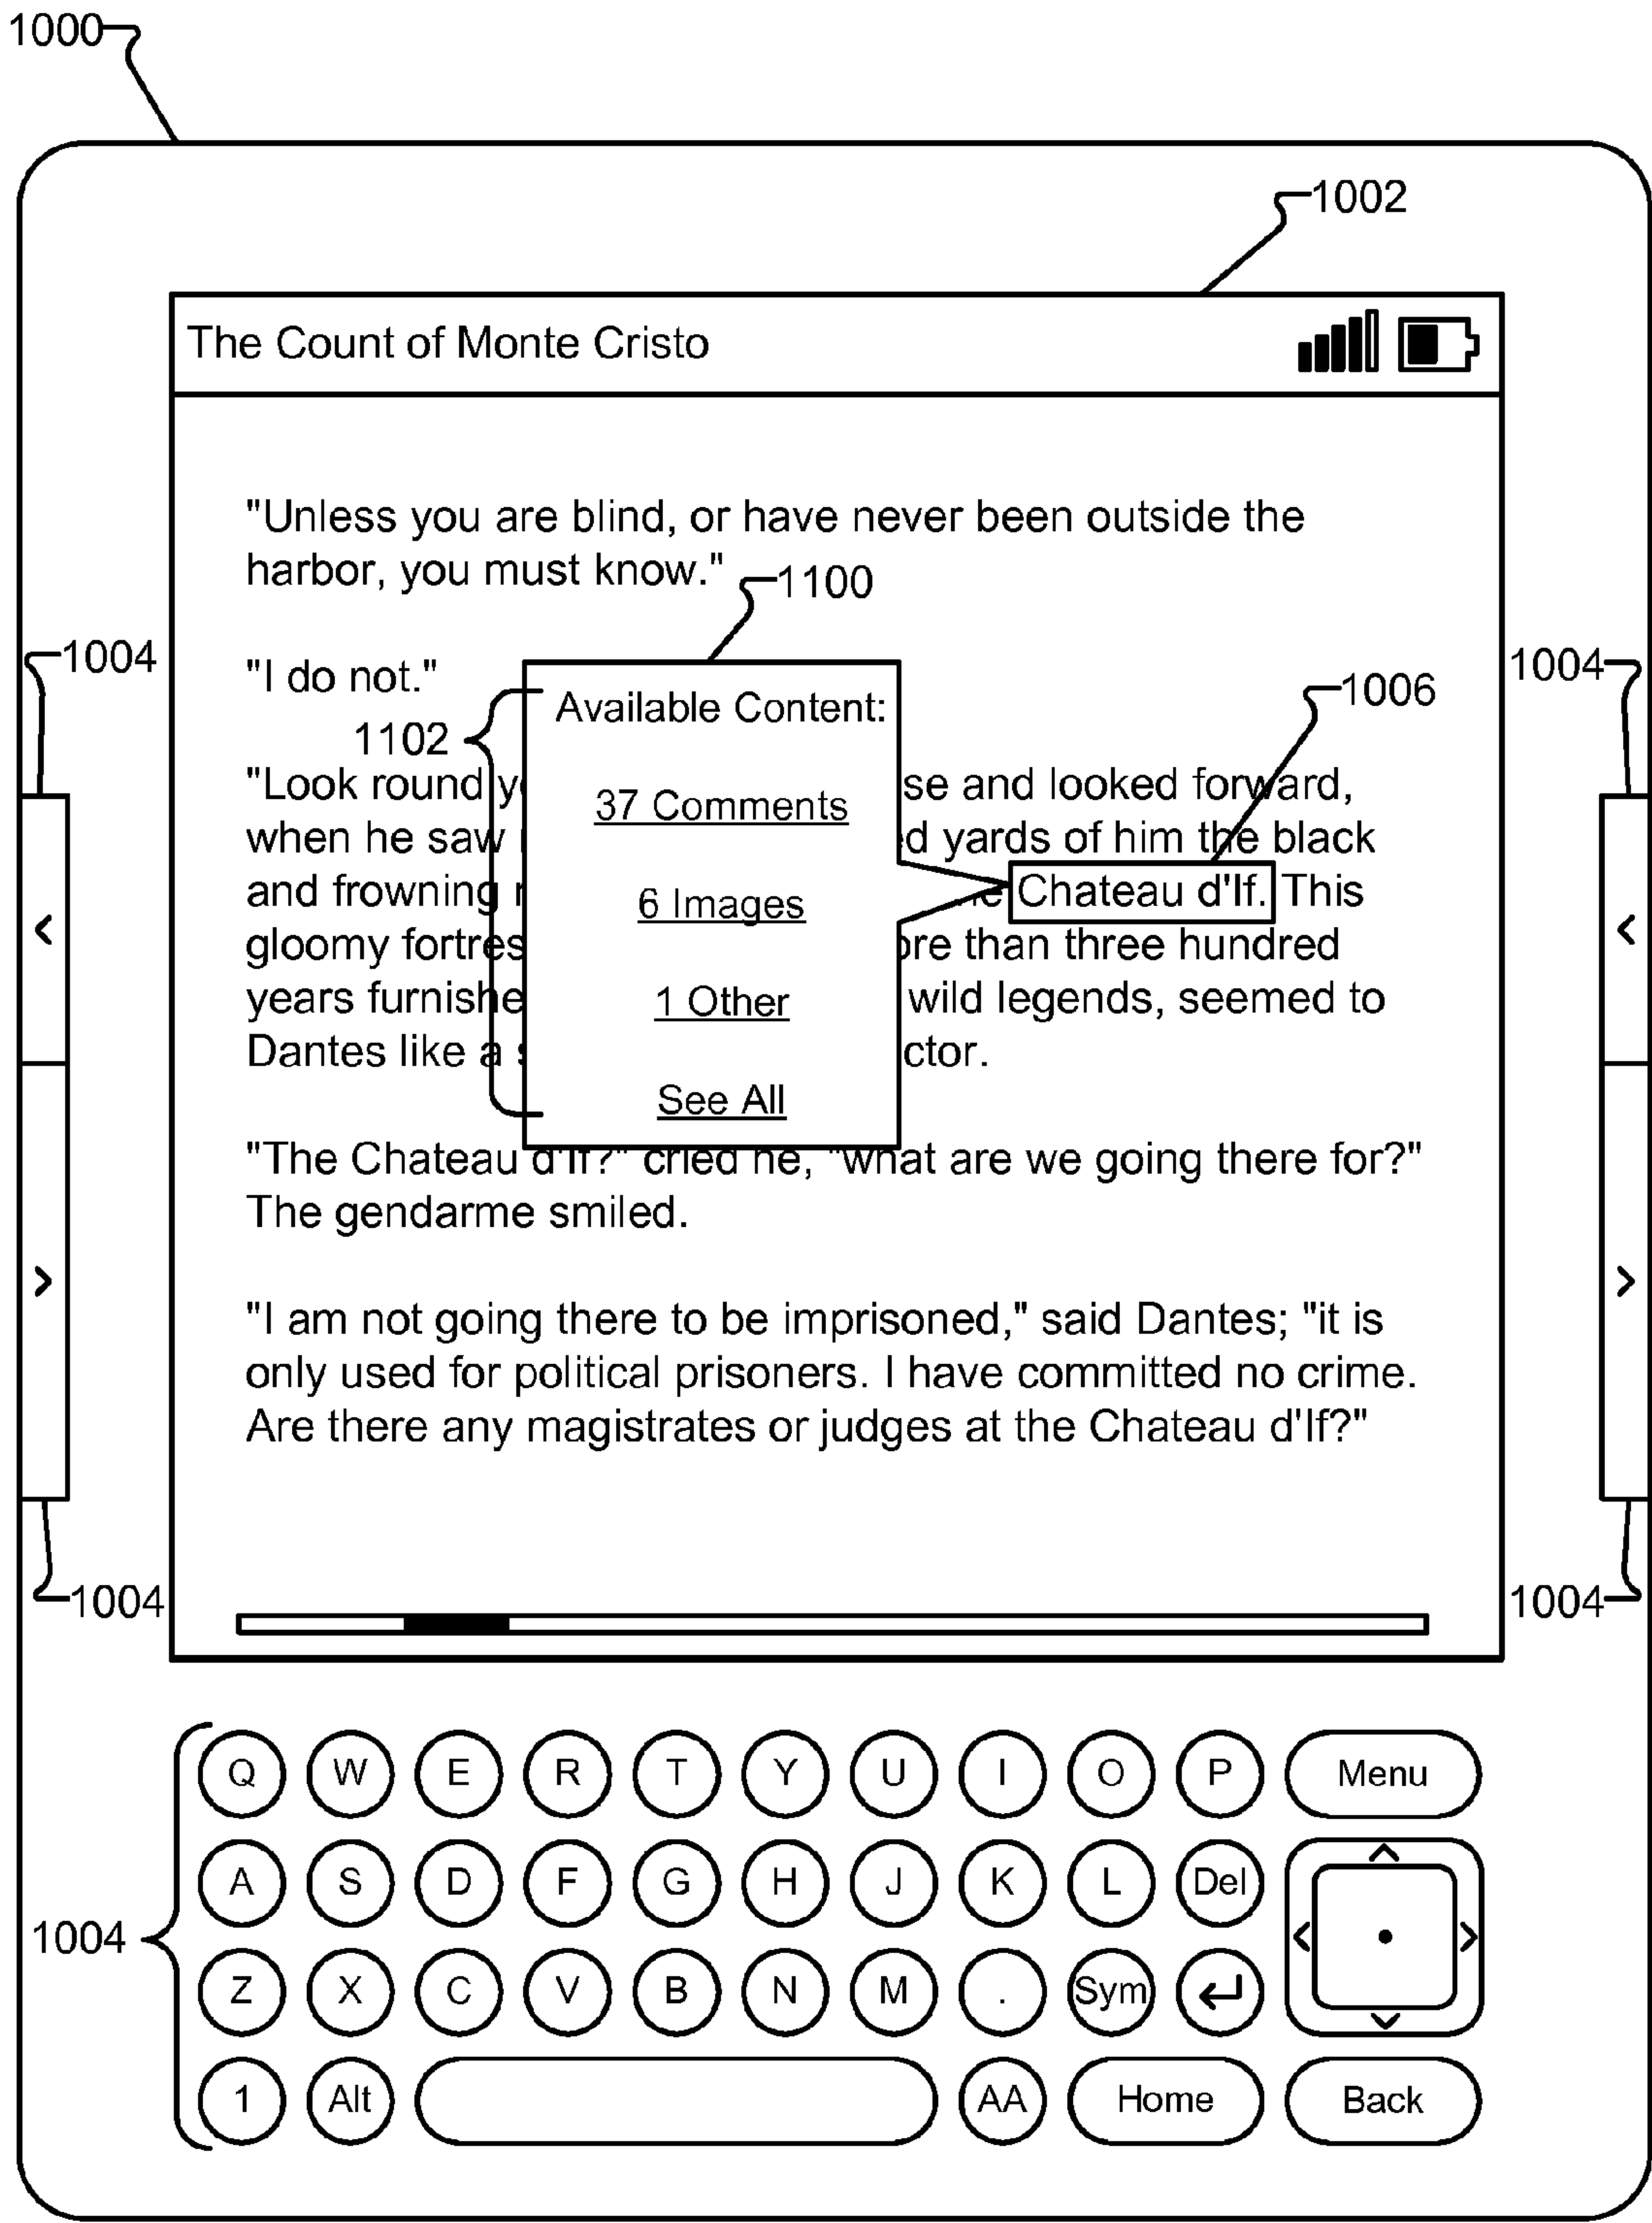 1000
1002
The Count of Monte Cristo
"Unless you are blind, or have never been outside the
harbor, you must know."
1100
1004
"I do not."
1004
1006
1102
Available Content:
37 Comments
6 Images
1 Other
See All
"Look round se and looked forward,
when he saw yards of him the black
and frowning Chateau d'If. This
gloomy fortres ore than three hundred
years furnishe wild legends, seemed to
Dantes like a ctor.
"The Chateau d'If?" cried he, "what are we going there for?"
The gendarme smiled.
"I am not going there to be imprisoned," said Dantes; "it is
only used for political prisoners. I have committed no crime.
Are there any magistrates or judges at the Chateau d'If?"
1004
1004
Q W E R T Y U I O P Menu
A S D F G H J K L Del
1004
Z X C V B N M . Sym
1 Alt AA Home Back